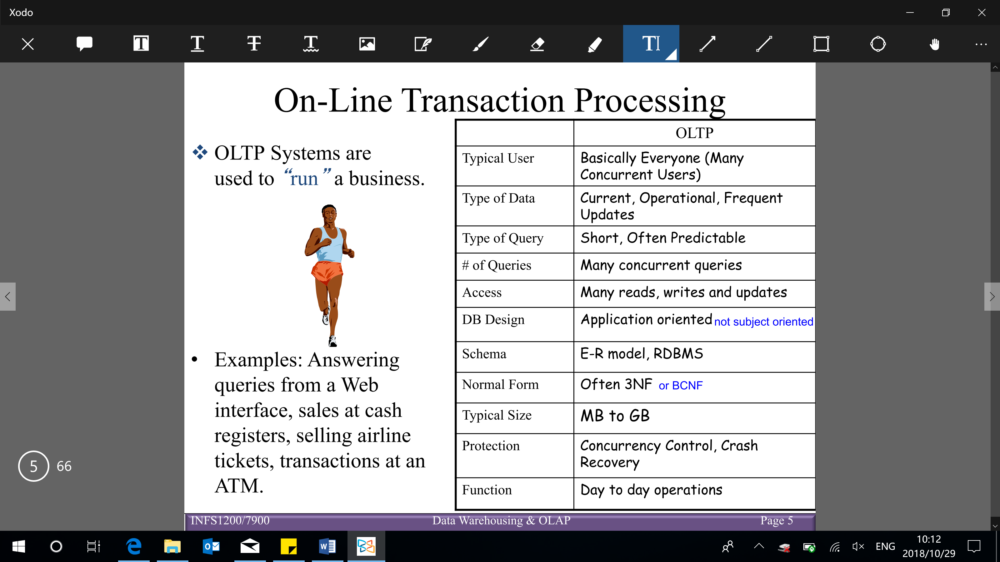 Xodo
On-Line Transaction Processing
❖ OLTP Systems are
used to “run” a business.
• Examples: Answering
queries from a Web
interface, sales at cash
registers, selling airline
tickets, transactions at an
ATM.
OLTP
Typical User
Basically Everyone (Many
Concurrent Users)
Type of Data
Current, Operational, Frequent
Updates
Type of Query
Short, Often Predictable
# of Queries
Many concurrent queries
Access
Many reads, writes and updates
DB Design
Application oriented not subject oriented
Schema
E-R model, RDBMS
Normal Form
Often 3NF or BCNF
Typical Size
MB to GB
Protection
Concurrency Control, Crash
Recovery
Function
Day to day operations
5 66
INFS1200/7900 Data Warehousing & OLAP Page 5
ENG
10:12
2018/10/29